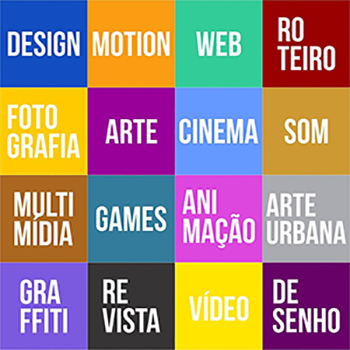 DESIGN
MOTION
WEB
RO
TEIRO
FOTO
GRAFIA
ARTE
CINEMA
SOM
MULTI
MÍDIA
GAMES
ANI
MAÇÃO
ARTE
URBANA
GRA
FFITI
RE
VISTA
VÍDEO
DE
SENHO